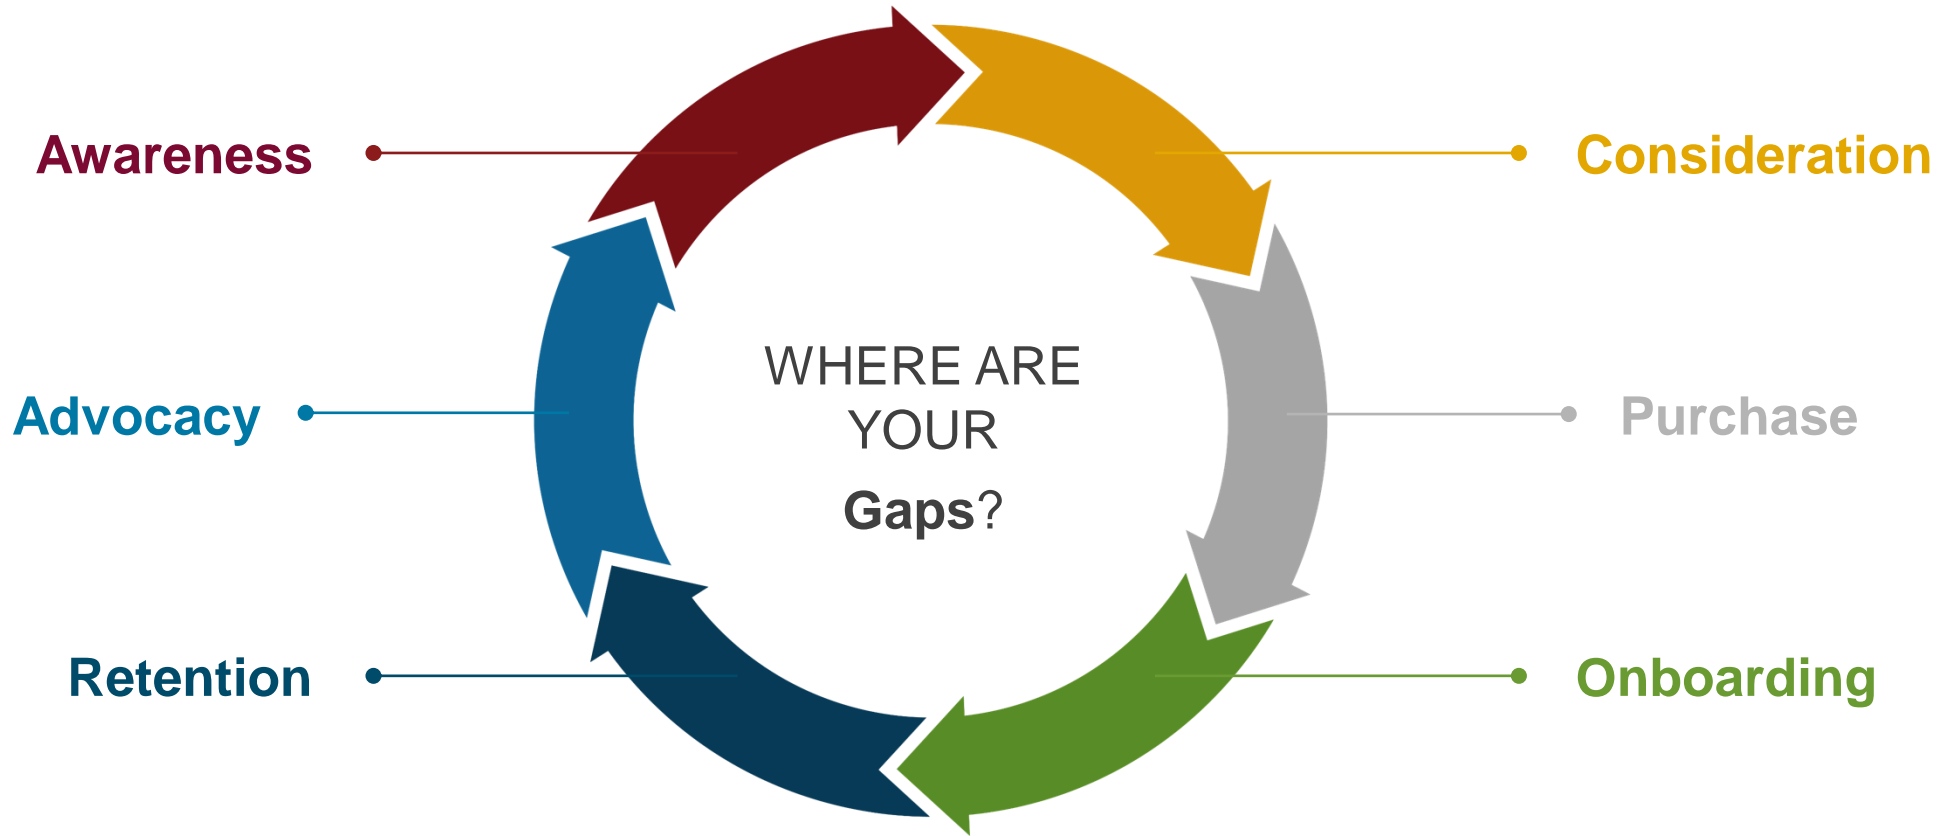 Awareness
Consideration
WHERE ARE
YOUR
Gaps?
Advocacy
Purchase
Retention
Onboarding